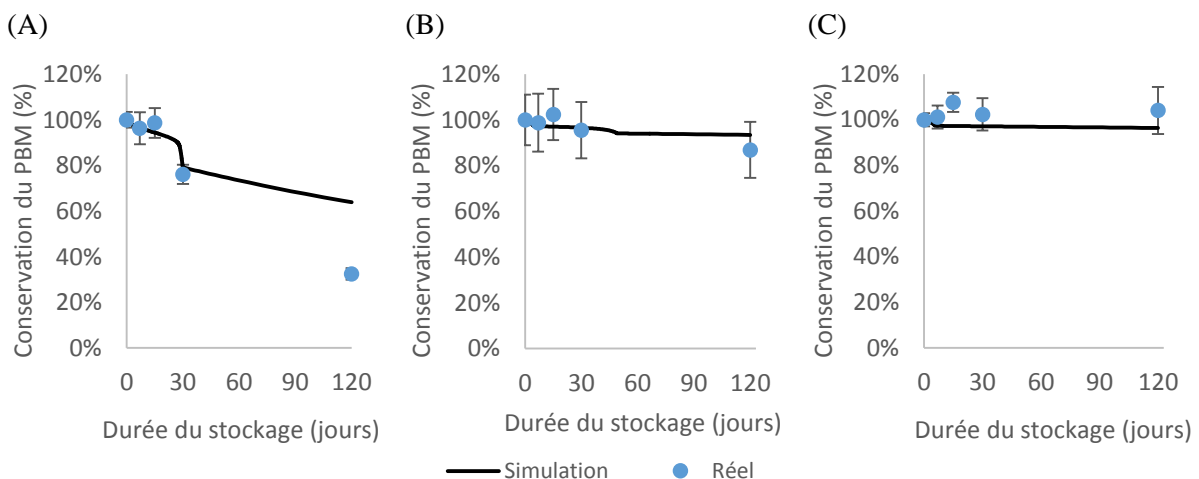 (A)
(B)
(C)
Conservation du PBM (%)
120%
100%
80%
60%
40%
20%
0%
0 30 60 90 120
Durée du stockage (jours)
Conservation du PBM (%)
120%
100%
80%
60%
40%
20%
0%
0 30 60 90 120
Durée du stockage (jours)
Conservation du PBM (%)
120%
100%
80%
60%
40%
20%
0%
0 30 60 90 120
Durée du stockage (jours)
Simulation
Réel